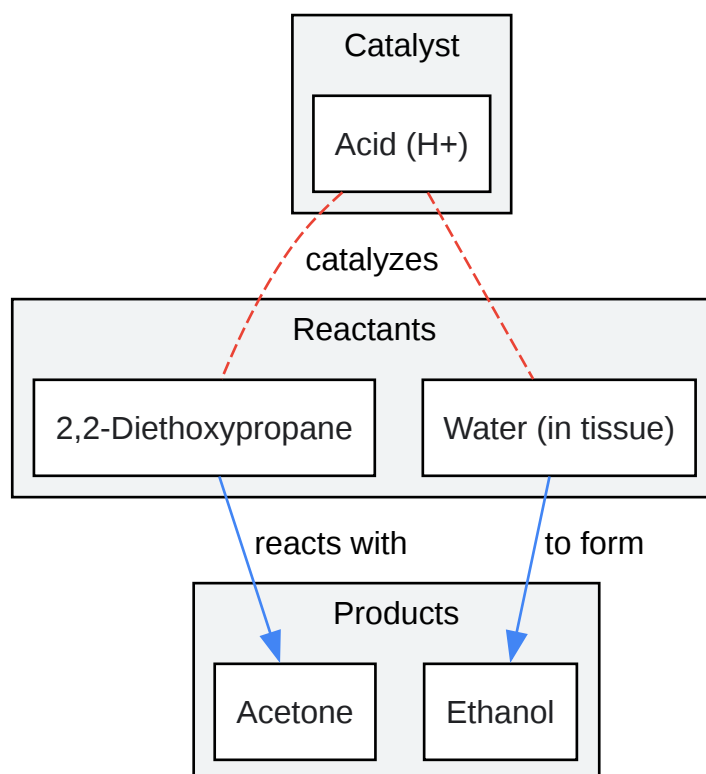 Catalyst
Acid (H+)
catalyzes
Reactants
2,2-Diethoxypropane
Water (in tissue)
reacts with
to form
Products
Acetone
Ethanol